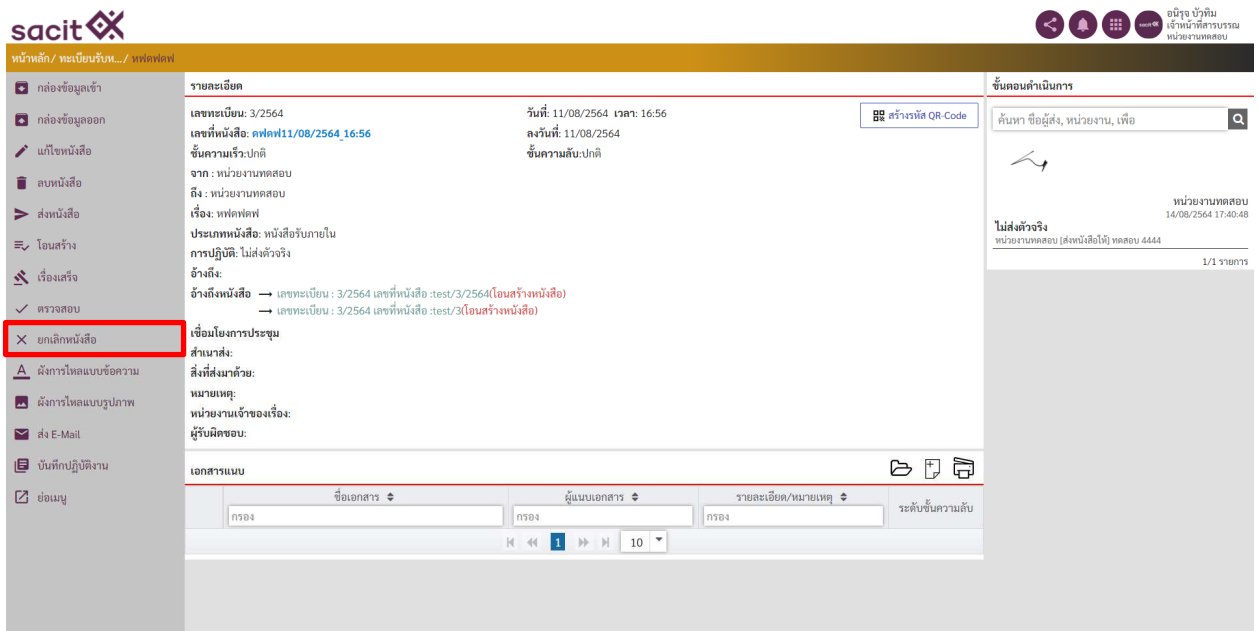 sacit
อนิรุจ บัวทิม
เจ้าหน้าที่สารบรรณ
หน่วยงานทดสอบ
หน้าหลัก/ ทะเบียนรับห.../ หฟดฟดฟ
กล่องข้อมูลเข้า
กล่องข้อมูลออก
แก้ไขหนังสือ
ลบหนังสือ
ส่งหนังสือ
โอนสร้าง
เรื่องเสร็จ
ตรวจสอบ
ยกเลิกหนังสือ
ผังการไหลแบบข้อความ
ผังการไหลแบบรูปภาพ
ส่ง E-Mail
บันทึกปฏิบัติงาน
ย่อเมนู
รายละเอียด
เลขทะเบียน: 3/2564 วันที่: 11/08/2564 เวลา: 16:56
สร้างรหัส QR-Code
เลขที่หนังสือ: ดฟดฟ11/08/2564_16:56 ลงวันที่: 11/08/2564
ชั้นความเร็ว:ปกติ ชั้นความลับ:ปกติ
จาก : หน่วยงานทดสอบ
ถึง : หน่วยงานทดสอบ
เรื่อง: หฟดฟดฟ
ประเภทหนังสือ: หนังสือรับภายใน
การปฏิบัติ: ไม่ส่งตัวจริง
อ้างถึง:
อ้างถึงหนังสือ → เลขทะเบียน : 3/2564 เลขที่หนังสือ :test/3/2564(โอนสร้างหนังสือ)
→ เลขทะเบียน : 3/2564 เลขที่หนังสือ :test/3(โอนสร้างหนังสือ)
เชื่อมโยงการประชุม
สำเนาส่ง:
สิ่งที่ส่งมาด้วย:
หมายเหตุ:
หน่วยงานเจ้าของเรื่อง:
ผู้รับผิดชอบ:
เอกสารแนบ
ชื่อเอกสาร ผู้แนบเอกสาร รายละเอียด/หมายเหตุ ระดับชั้นความลับ
กรอง กรอง กรอง
1 10
ขั้นตอนดำเนินการ
ค้นหา ชื่อผู้ส่ง, หน่วยงาน, เพื่อ
หน่วยงานทดสอบ
14/08/2564 17:40:48
ไม่ส่งตัวจริง
หน่วยงานทดสอบ [ส่งหนังสือให้] ทดสอบ 4444
1/1 รายการ